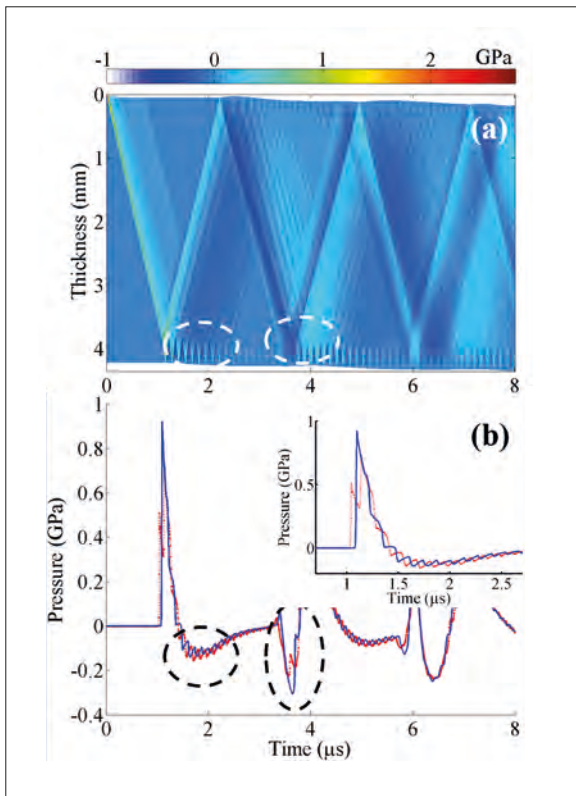 -1 0 1 2 GPa
(a)
0
1
2
3
4
Thickness (mm)
0 2 4 6 8
(b)
1
0.8
0.6
0.4
0.2
0
-0.2
-0.4
Pressure (GPa)
0 2 4 6 8
Time (μs)
1
0.5
0
Pressure (GPa)
1 1.5 2 2.5
Time (μs)